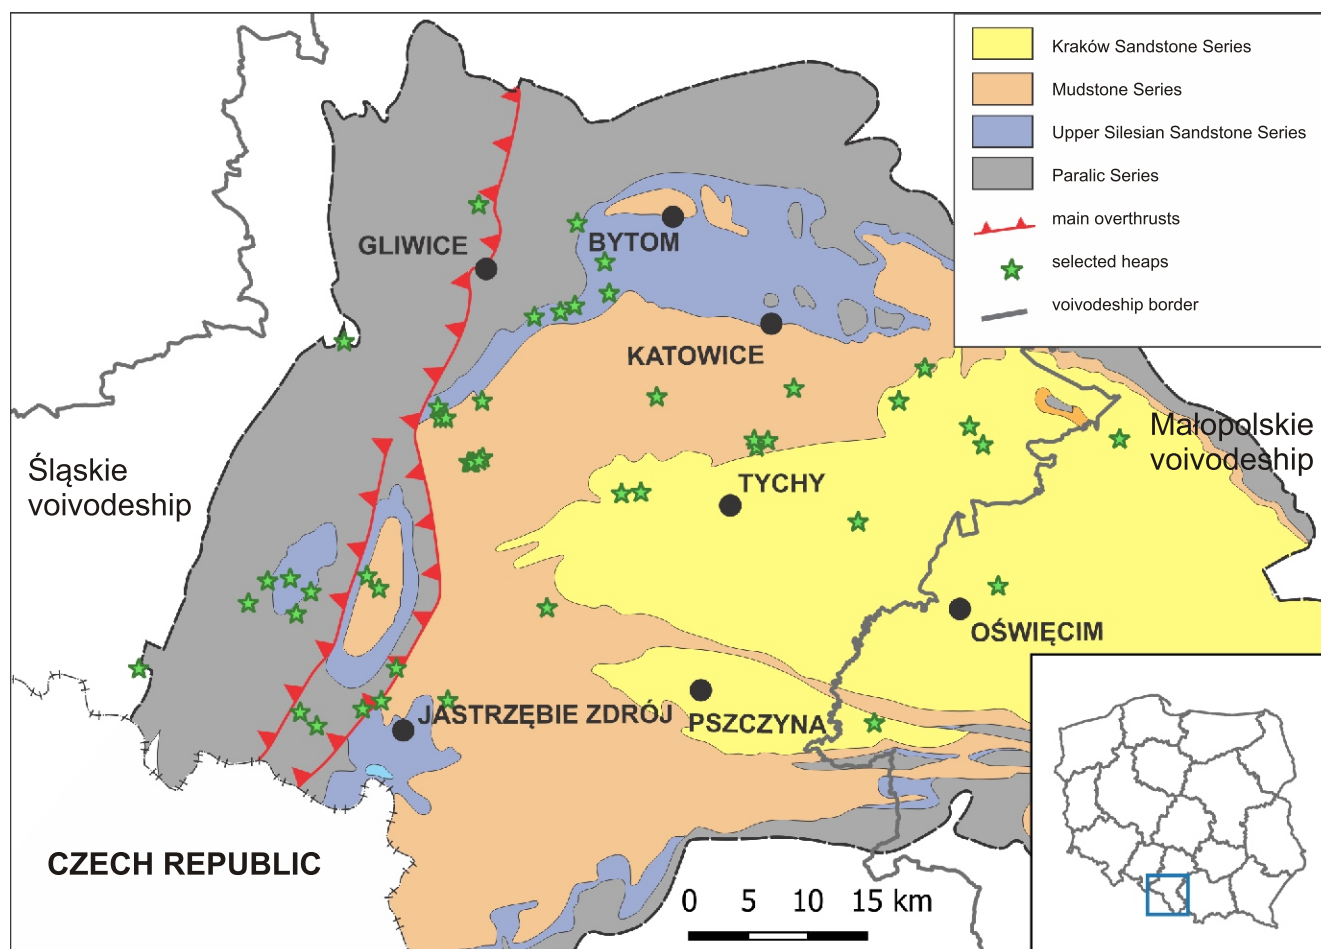 Kraków Sandstone Series
Mudstone Series
Upper Silesian Sandstone Series
Paralic Series
main overthrusts
selected heaps
voivodeship border
GLIWICE
BYTOM
KATOWICE
Śląskie
voivodeship
Małopolskie
voivodeship
TYCHY
OŚWIĘCIM
JASTRZĘBIE ZDRÓJ
PSZCZYNA
CZECH REPUBLIC
0 5 10 15 km